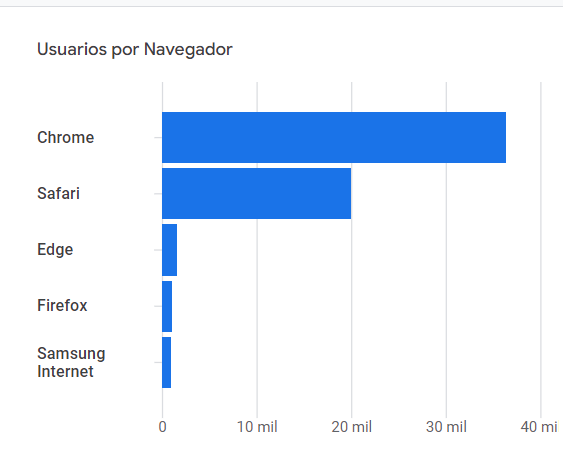 Usuarios por Navegador
Chrome
Safari
Edge
Firefox
Samsung
Internet
0 10 mil 20 mil 30 mil 40 mi